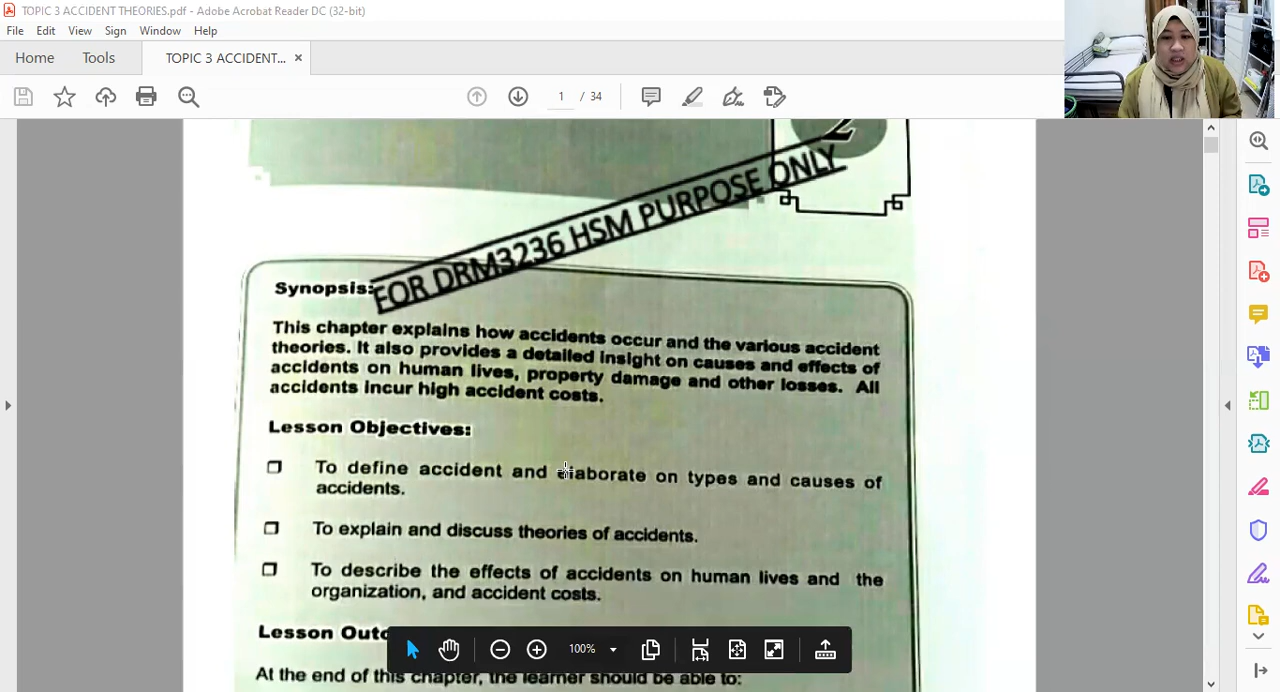 TOPIC 3 ACCIDENT THEORIES.pdf - Adobe Acrobat Reader DC (32-bit)
File Edit View Sign Window Help
Home Tools TOPIC 3 ACCIDENT... ×
1 / 34
2
FOR DRM3236 HSM PURPOSE ONLY
Synopsis:
This chapter explains how accidents occur and the various accident
theories. It also provides a detailed insight on causes and effects of
accidents on human lives, property damage and other losses. All
accidents incur high accident costs.
Lesson Objectives:
To define accident and elaborate on types and causes of
accidents.
To explain and discuss theories of accidents.
To describe the effects of accidents on human lives and the
organization, and accident costs.
Lesson Outc
100%
At the end of this chapter, the learner should be able to: